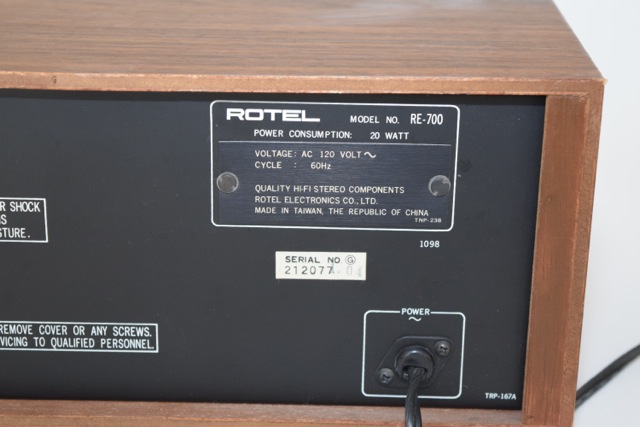 ROTEL MODEL NO. RE-700
POWER CONSUMPTION: 20 WATT
VOLTAGE: AC 120 VOLT ~
CYCLE : 60Hz
QUALITY HI-FI STEREO COMPONENTS
ROTEL ELECTRONICS CO., LTD.
MADE IN TAIWAN, THE REPUBLIC OF CHINA
TNP-238
SHOCK
STURE.
1098
SERIAL NO. Ⓖ
212077
REMOVE COVER OR ANY SCREWS.
VICING TO QUALIFIED PERSONNEL.
POWER
~
TRP-167A